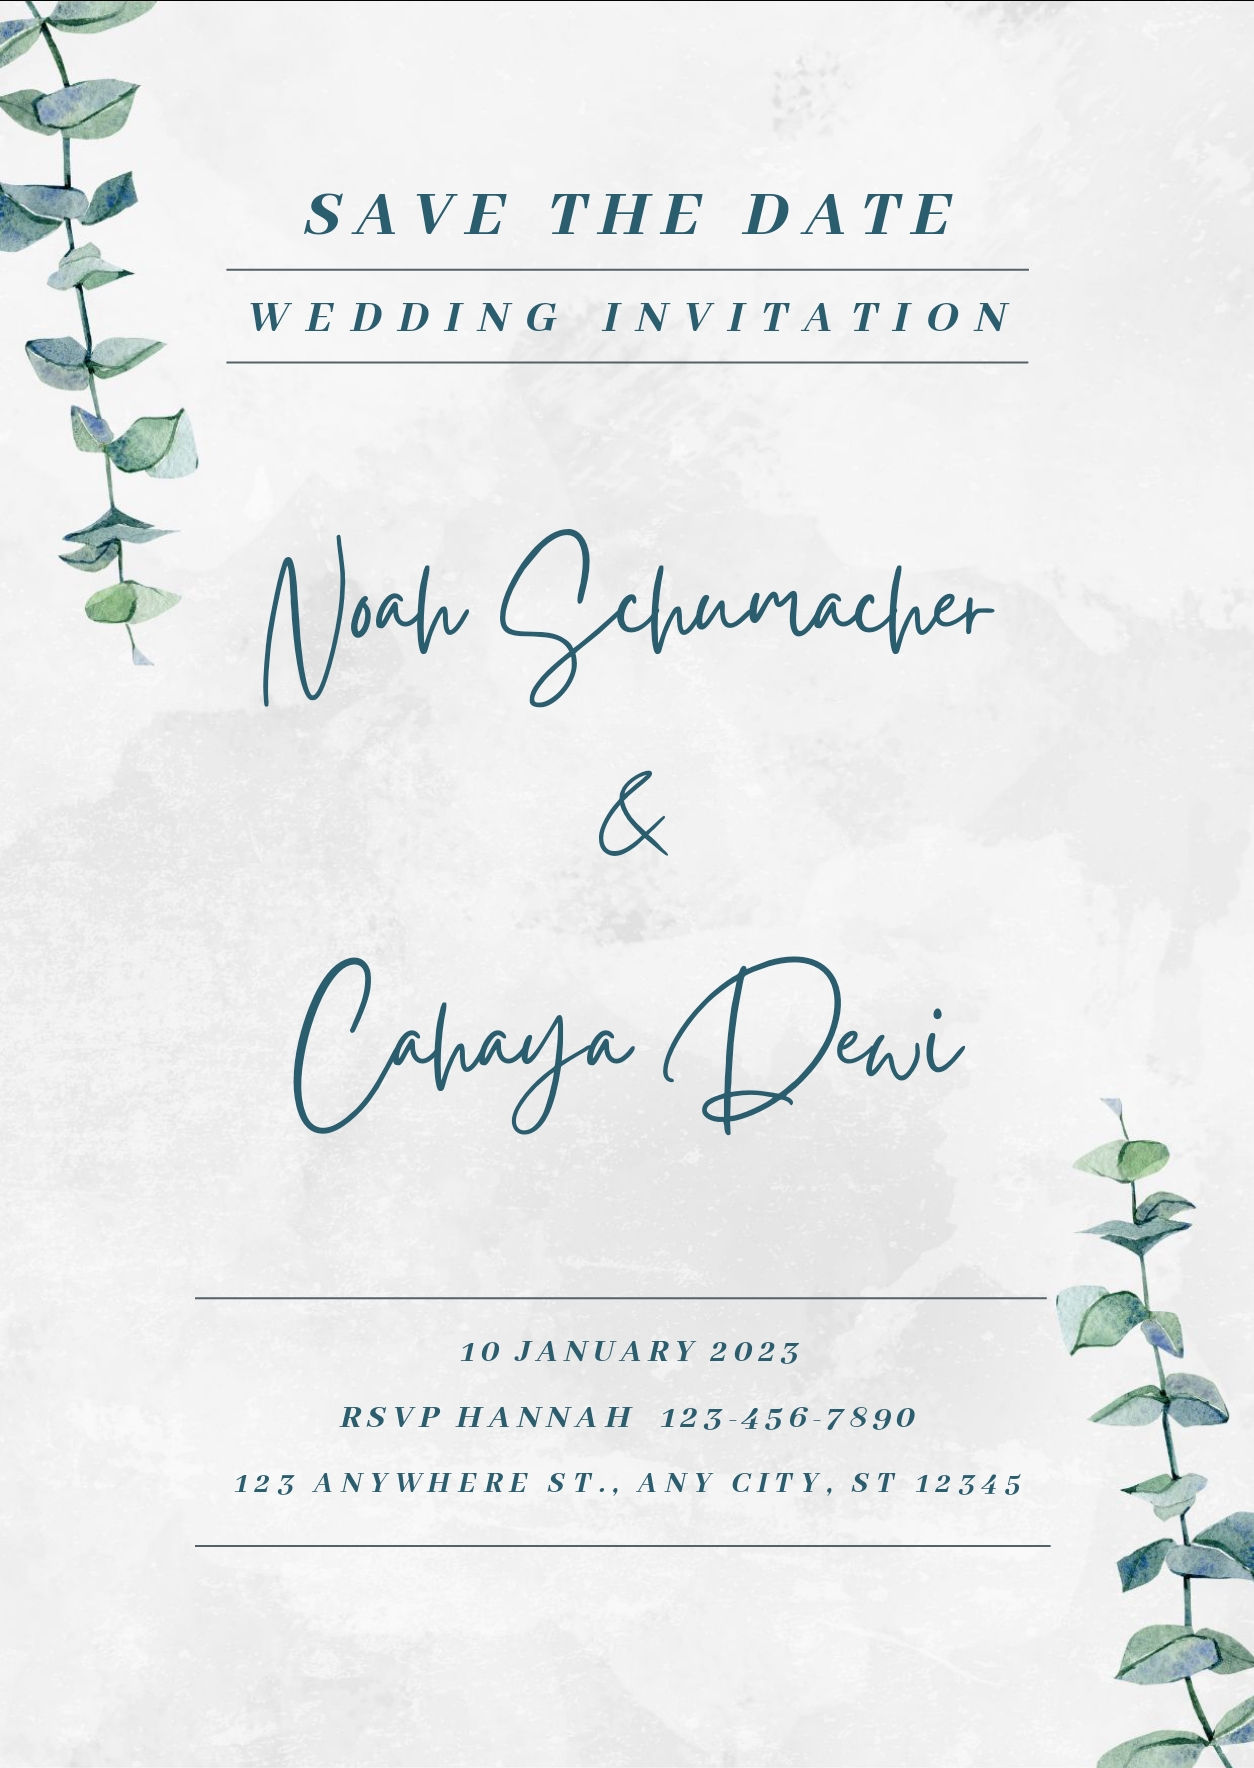 SAVE THE DATE
WEDDING INVITATION
Noah Schumacher
&
Cahaya Dewi
10 JANUARY 2023
RSVP HANNAH 123-456-7890
123 ANYWHERE ST., ANY CITY, ST 12345